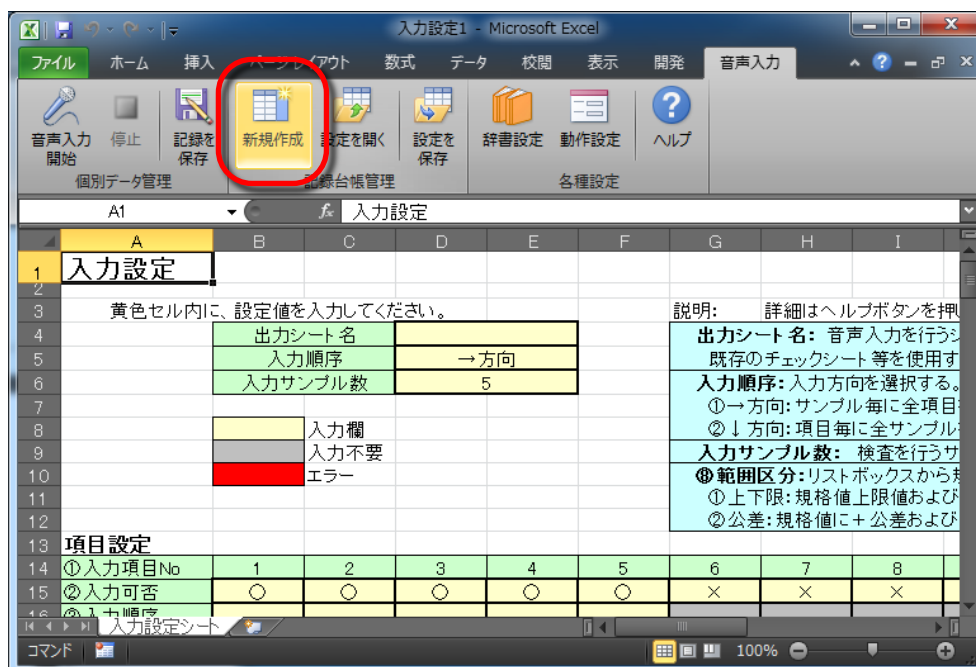 入力設定1 - Microsoft Excel
ファイル ホーム 挿入 ページレイアウト 数式 データ 校閲 表示 開発 音声入力
音声入力開始 停止 記録を保存 新規作成 設定を開く 設定を保存 辞書設定 動作設定 ヘルプ
個別データ管理 記録台帳管理 各種設定
A1 fx 入力設定
A B C D E F G H I
1 入力設定
2
3 黄色セル内に、設定値を入力してください。 説明: 詳細はヘルプボタンを押
4 出力シート名 出力シート名: 音声入力を行う
5 入力順序 →方向 既存のチェックシート等を使用す
6 入力サンプル数 5 入力順序:入力方向を選択する。
7 ①→方向:サンプル毎に全項目
8 入力欄 ②↓方向:項目毎に全サンプル
9 入力不要 入力サンプル数: 検査を行うサ
10 エラー ⑧範囲区分:リストボックスから
11 ①上下限:規格値上限値および
12 ②公差:規格値に+公差および
13 項目設定
14 ①入力項目No 1 2 3 4 5 6 7 8
15 ②入力可否 ○ ○ ○ ○ ○ × × ×
16 ③入力順序
入力設定シート
コマンド 100%